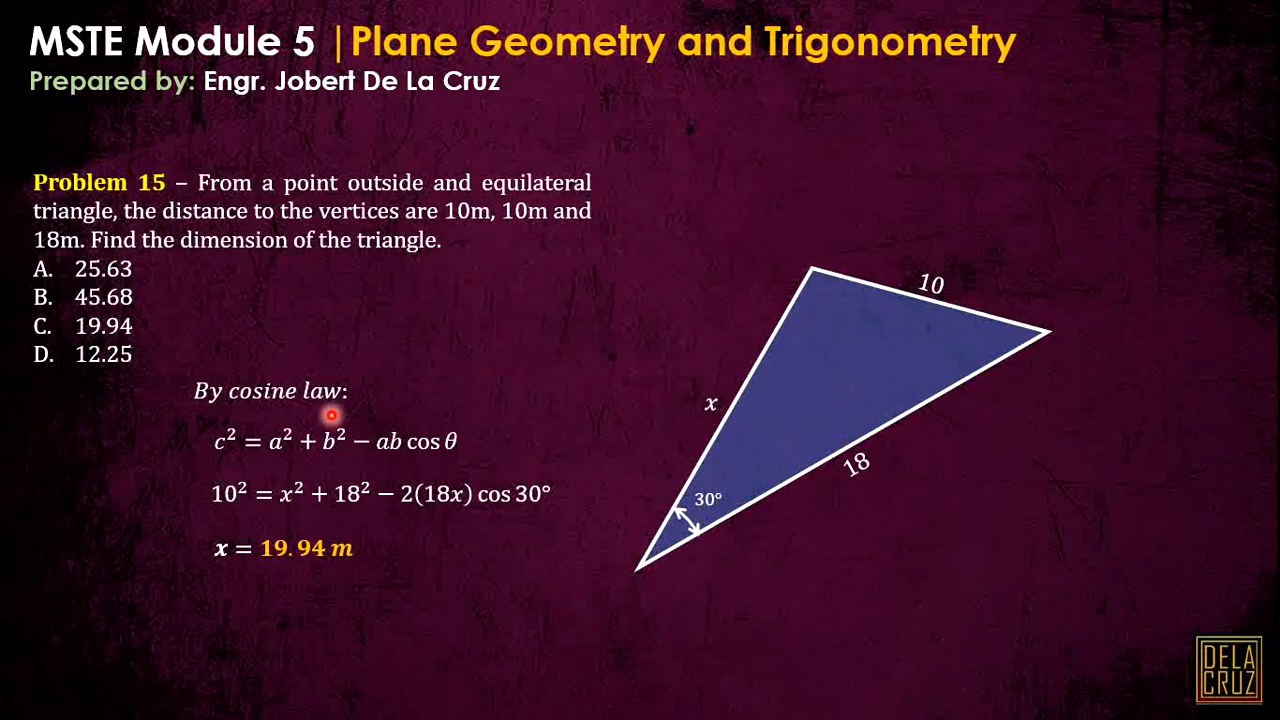 MSTE Module 5 | Plane Geometry and Trigonometry
Prepared by: Engr. Jobert De La Cruz
Problem 15 – From a point outside and equilateral
triangle, the distance to the vertices are 10m, 10m and
18m. Find the dimension of the triangle.
A. 25.63
B. 45.68
C. 19.94
D. 12.25
By cosine law:
c² = a² + b² − ab cos θ
10² = x² + 18² − 2(18x) cos 30°
x = 19.94 m
10
x
18
30°
DELA
CRUZ